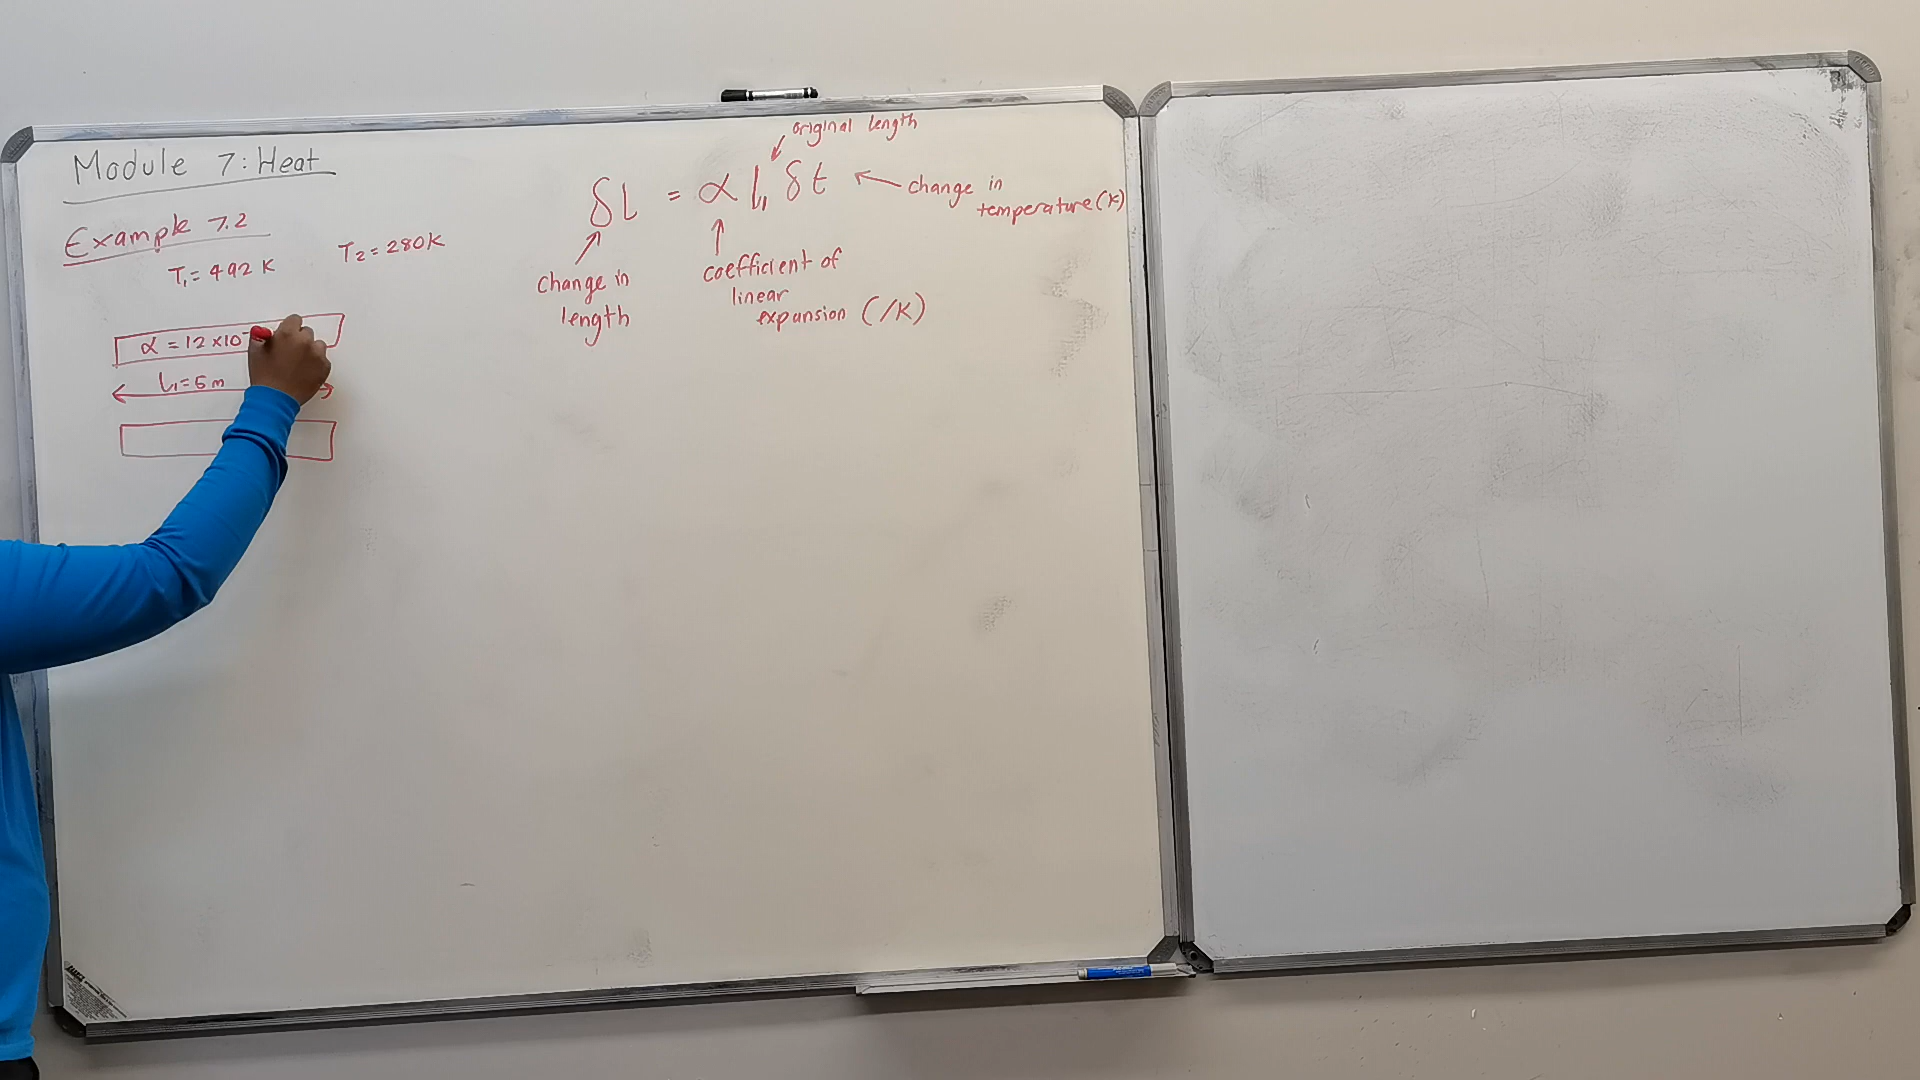 Module 7: Heat
Example 7.2
T₁ = 492 K
T₂ = 280K
α = 12 ×10⁻
L₁ = 5 m
original length
δL = α L₁ δt
change in
temperature (K)
change in
length
coefficient of
linear
expansion (/K)